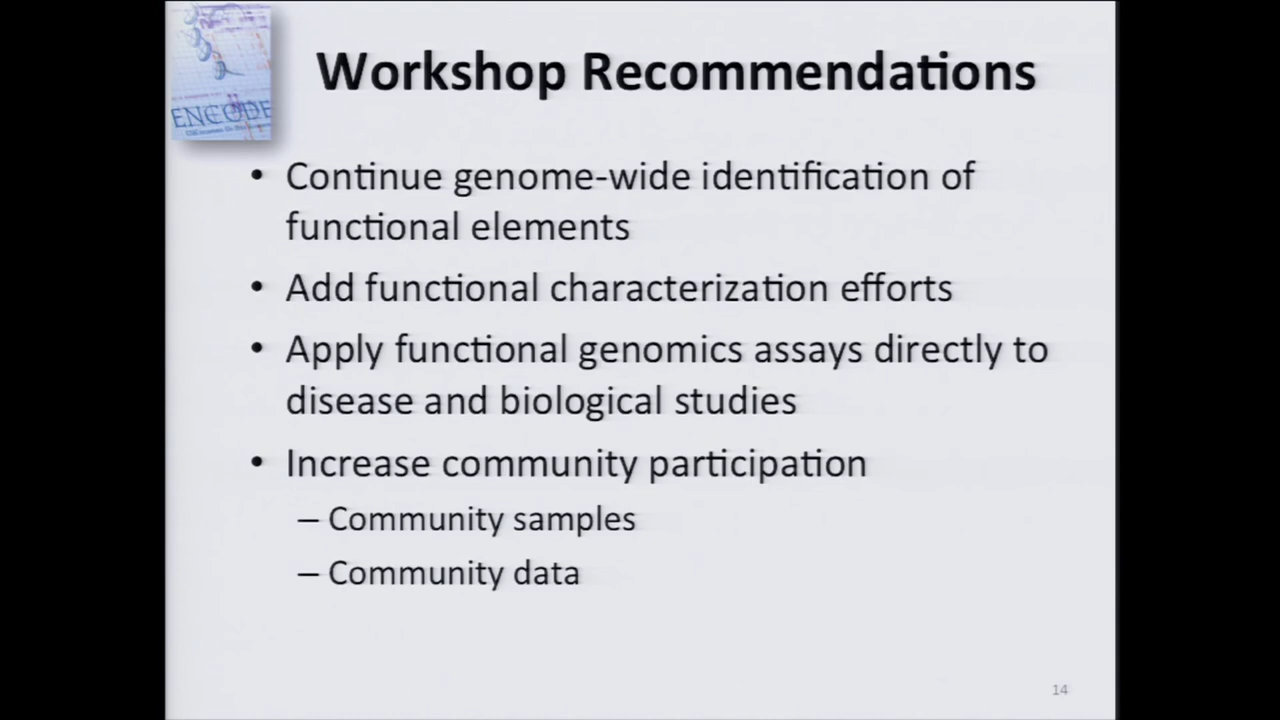 Workshop Recommendations
ENCODE
• Continue genome-wide identification of
functional elements
• Add functional characterization efforts
• Apply functional genomics assays directly to
disease and biological studies
• Increase community participation
– Community samples
– Community data
14